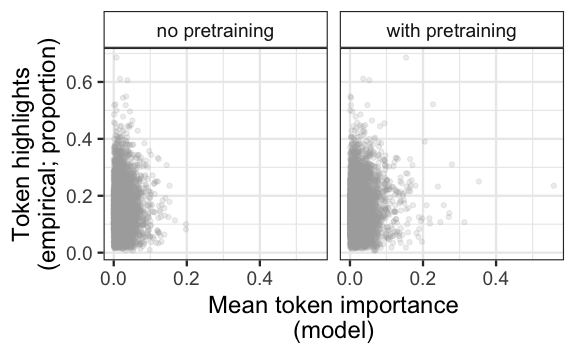 no pretraining
with pretraining
Token highlights
(empirical; proportion)
0.6
0.4
0.2
0.0
0.0 0.2 0.4 0.0 0.2 0.4
Mean token importance
(model)